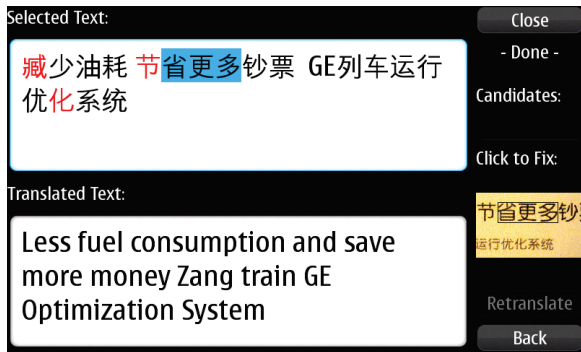 Selected Text:
Close
臧少油耗 节省更多钞票 GE列车运行
优化系统
- Done -
Candidates:
Click to Fix:
Translated Text:
节省更多钞
运行优化系统
Less fuel consumption and save
more money Zang train GE
Optimization System
Retranslate
Back